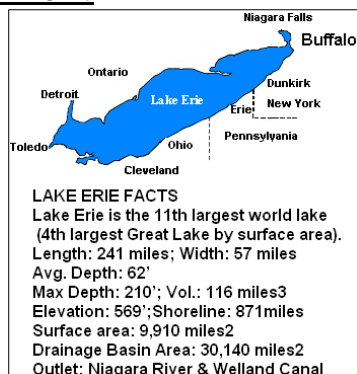 Niagara Falls
Buffalo
Ontario
Dunkirk
Detroit
Lake Erie
Erie
New York
Pennsylvania
Toledo
Ohio
Cleveland
LAKE ERIE FACTS
Lake Erie is the 11th largest world lake
(4th largest Great Lake by surface area).
Length: 241 miles; Width: 57 miles
Avg. Depth: 62'
Max Depth: 210'; Vol.: 116 miles3
Elevation: 569';Shoreline: 871miles
Surface area: 9,910 miles2
Drainage Basin Area: 30,140 miles2
Outlet: Niagara River & Welland Canal